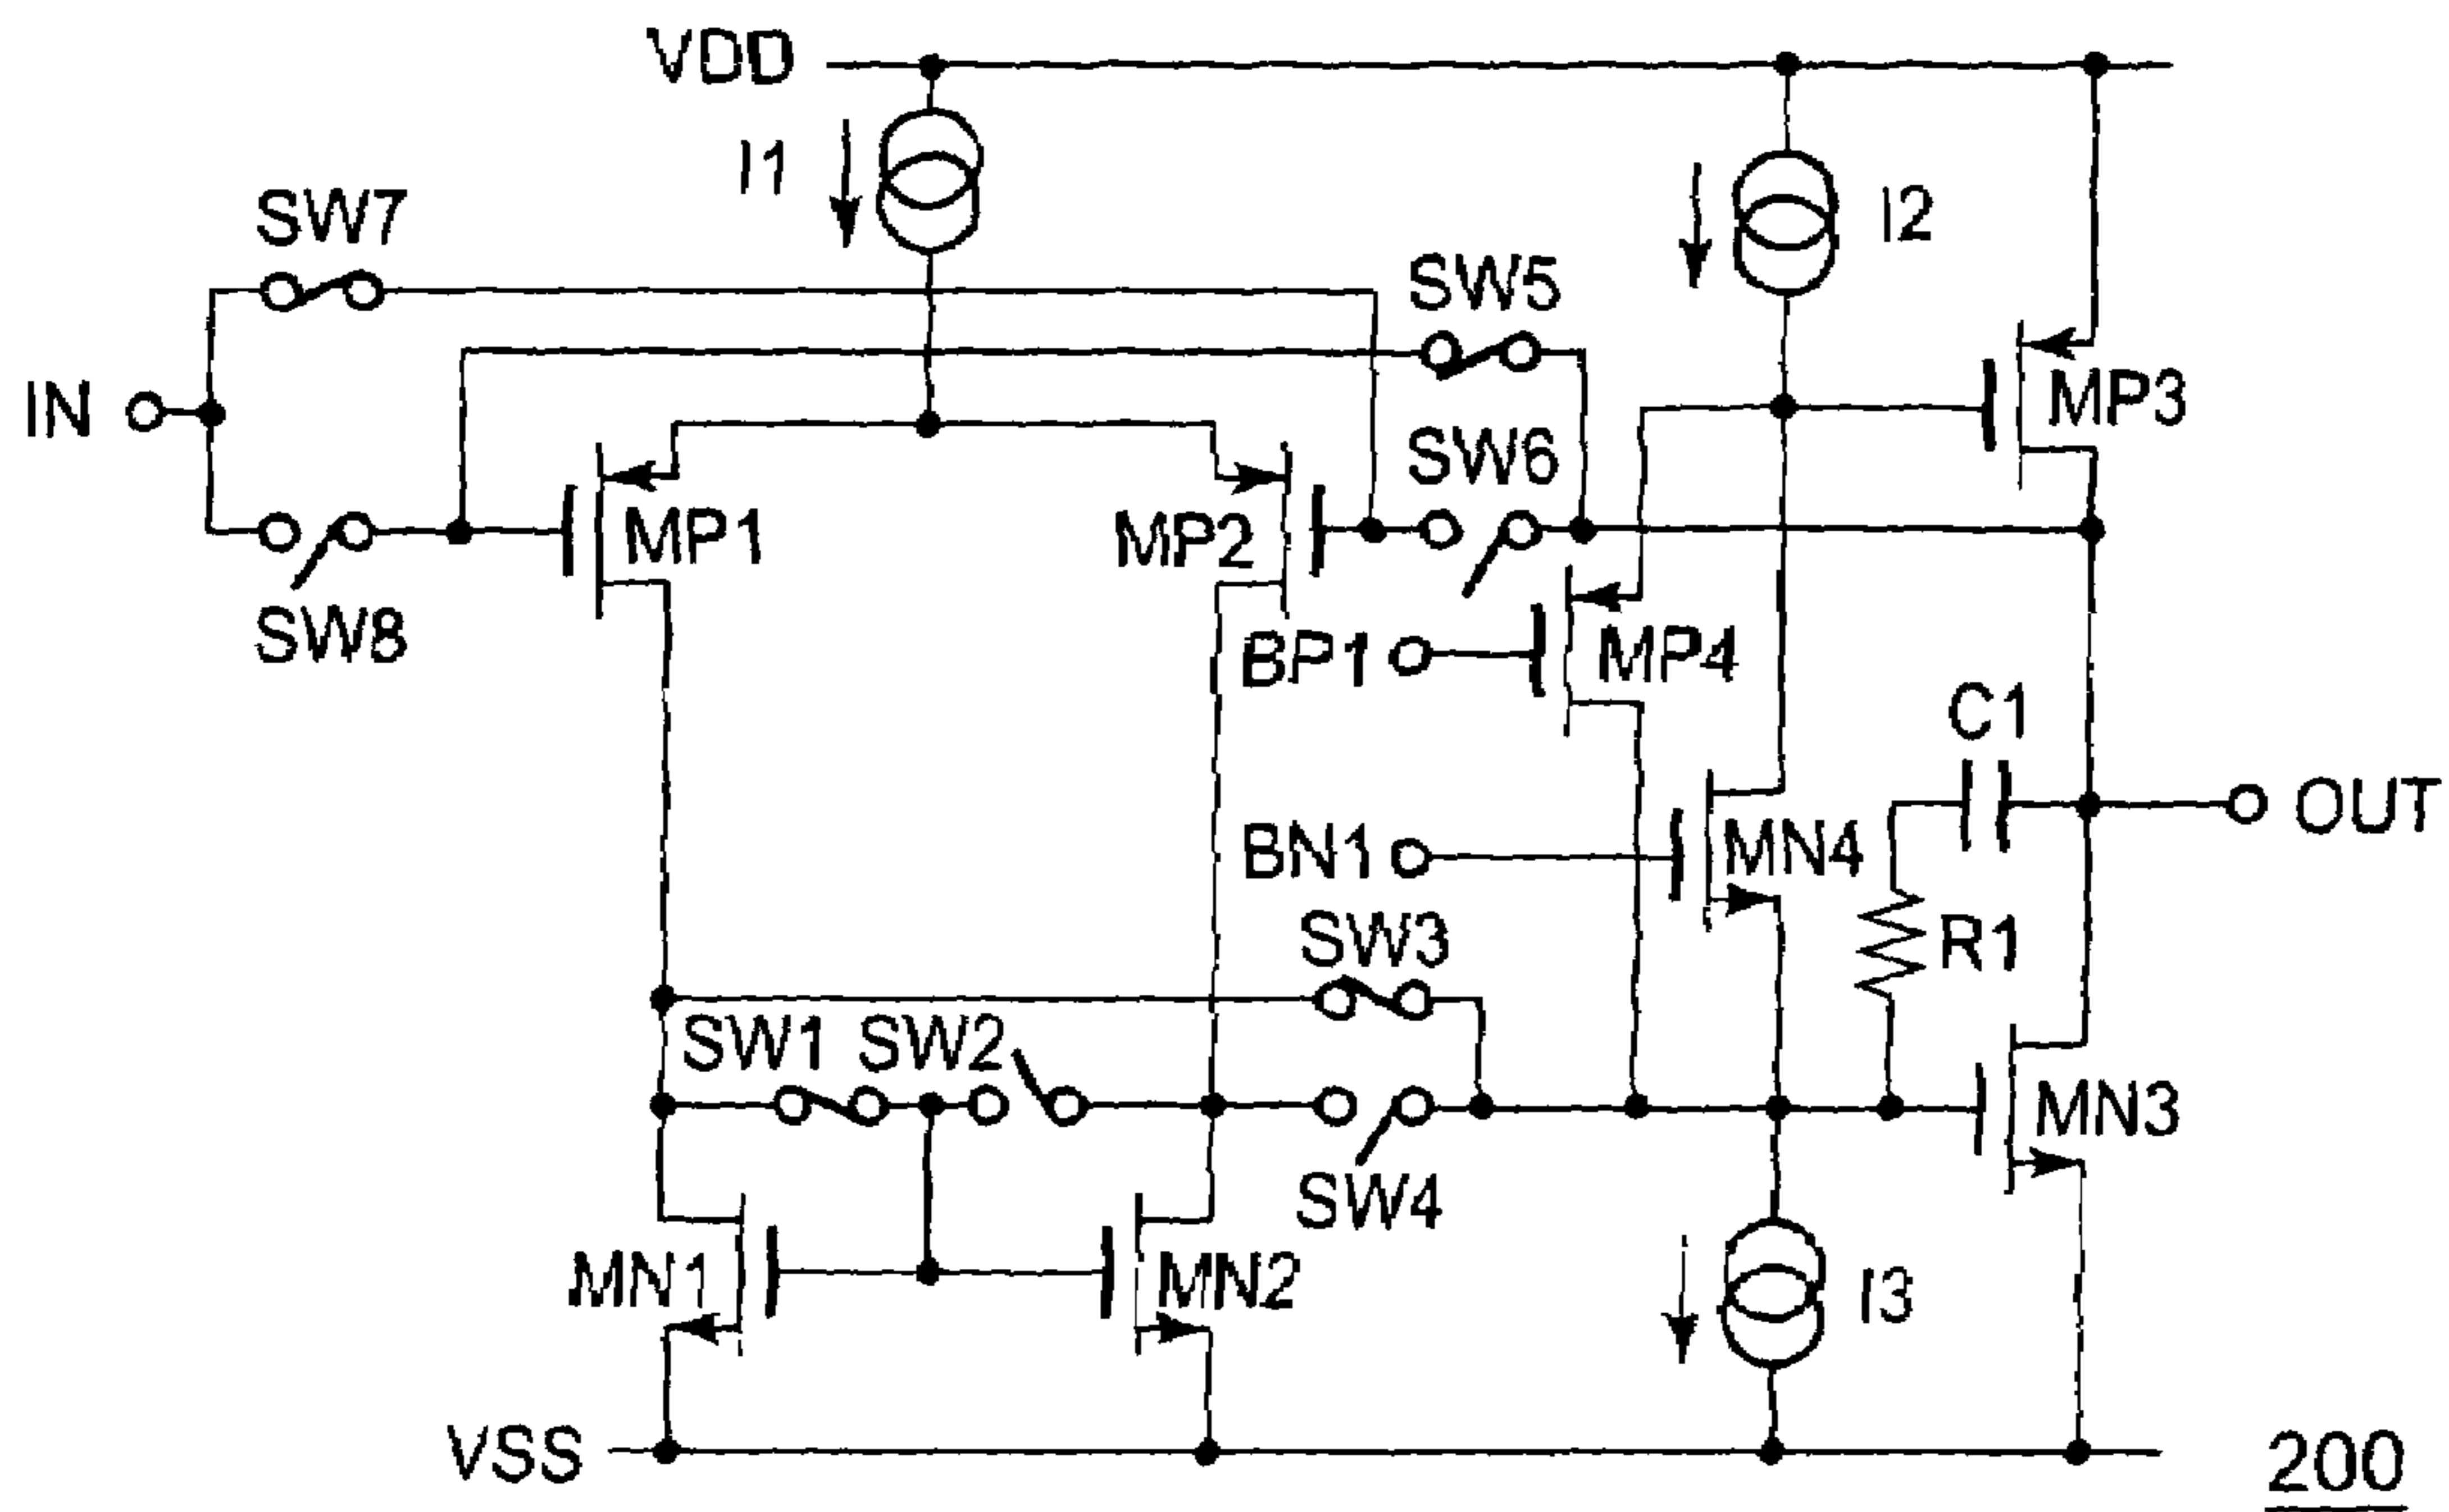 VDD
I1
I2
SW7
SW5
IN
MP3
SW6
MP1
MP2
SW8
BP1
MP4
C1
OUT
BN1
MN4
SW3
R1
SW1
SW2
MN3
SW4
MN1
MN2
I3
VSS
200